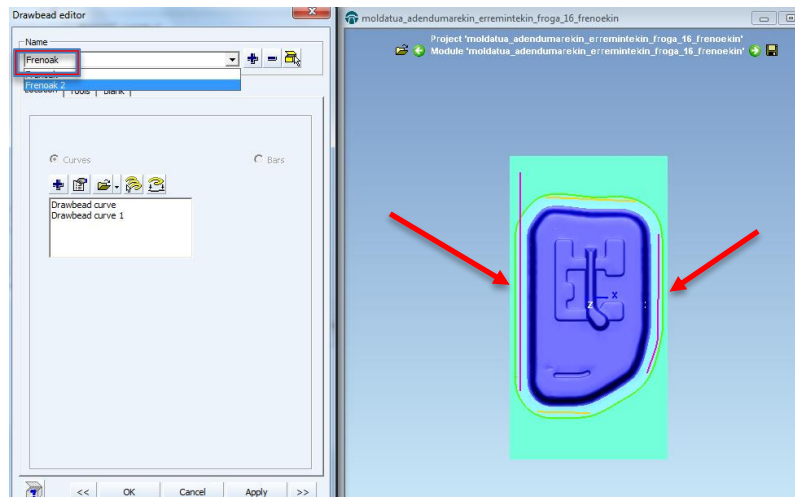 Drawbead editor
Name
Frenoak
Frenoak 2
Location Tools Blank
Curves
Bars
Drawbead curve
Drawbead curve 1
<< OK Cancel Apply >>
moldatua_adendumarekin_erremintekin_froga_16_frenoekin
Project 'moldatua_adendumarekin_erremintekin_froga_16_frenoekin'
Module 'moldatua_adendumarekin_erremintekin_froga_16_frenoekin'
X
Z